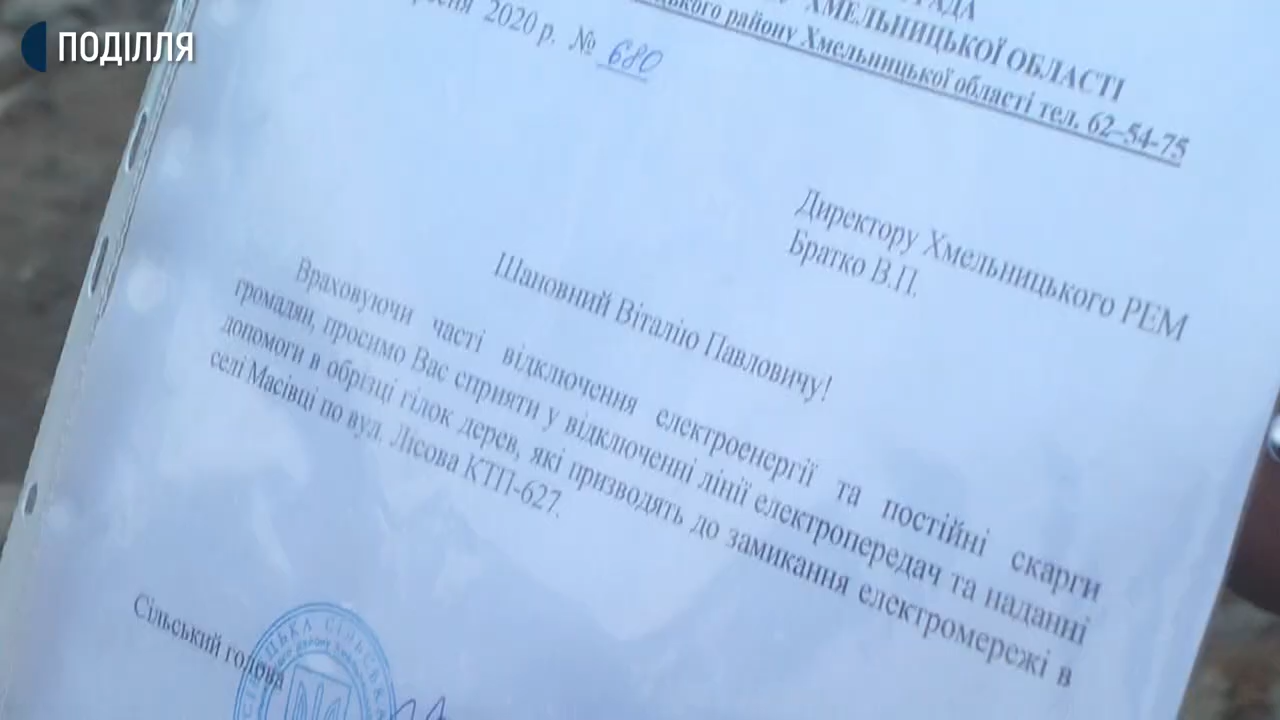 ПОДІЛЛЯ
ХМЕЛЬНИЦЬКОЇ ОБЛАСТІ
району Хмельницької області тел. 62–54-75
2020 р. № 680
Директору Хмельницького РЕМ
Братко В.П.
Шановний Віталію Павловичу!
Враховуючи часті відключення електроенергії та постійні скарги
громадян, просимо Вас сприяти у відключенні лінії електропередач та наданні
допомоги в обрізці гілок дерев, які призводять до замикання електромережі в
селі Масівці по вул. Лісова КТП-627.
Сільський голова